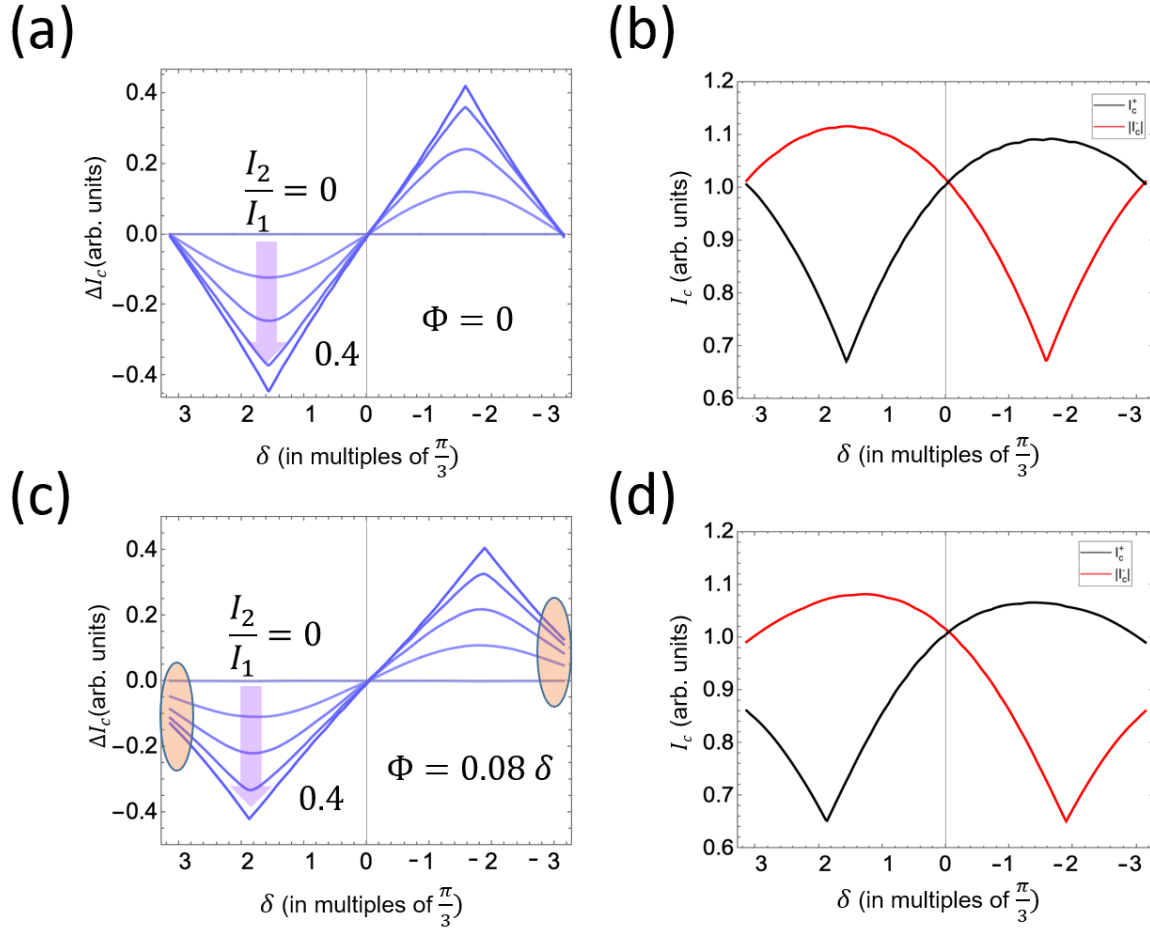 (a)
ΔI_c(arb. units)
0.4
0.2
0.0
−0.2
−0.4
I_2/I_1 = 0
0.4
Φ = 0
3 2 1 0 -1 -2 -3
δ (in multiples of π/3)
(b)
I_c (arb. units)
1.2
1.1
1.0
0.9
0.8
0.7
0.6
I_c^+
|I_c^-|
3 2 1 0 -1 -2 -3
δ (in multiples of π/3)
(c)
ΔI_c(arb. units)
0.4
0.2
0.0
−0.2
−0.4
I_2/I_1 = 0
0.4
Φ = 0.08 δ
3 2 1 0 -1 -2 -3
δ (in multiples of π/3)
(d)
I_c (arb. units)
1.2
1.1
1.0
0.9
0.8
0.7
0.6
I_c^+
|I_c^-|
3 2 1 0 -1 -2 -3
δ (in multiples of π/3)